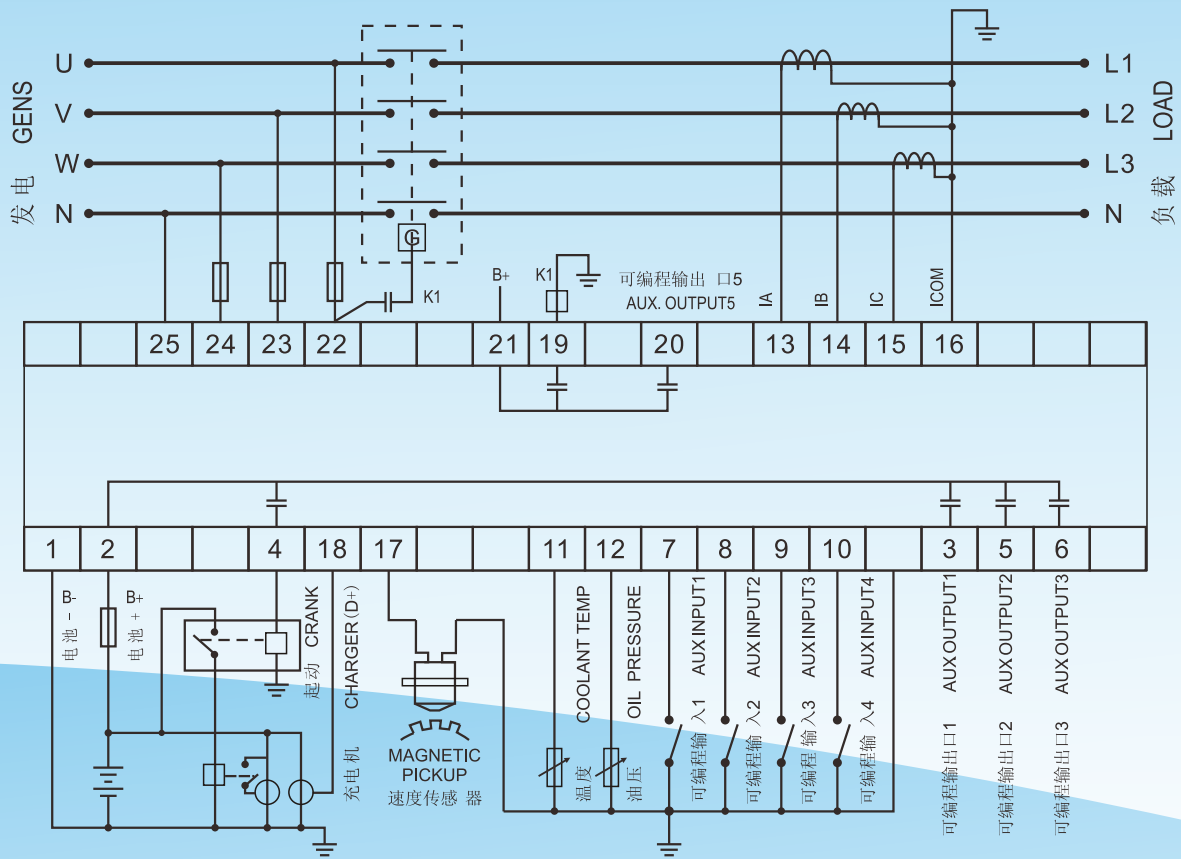 GENS
发电
U
V
W
N
G
L1
L2
L3
N
LOAD
负载
K1
B+
K1
可编程输出 口5
AUX. OUTPUT5
IA
IB
IC
ICOM
25
24
23
22
21
19
20
13
14
15
16
1
2
4
18
17
11
12
7
8
9
10
3
5
6
B-
电池 -
B+
电池 +
起动 CRANK
CHARGER(D+)
充电机
MAGNETIC
PICKUP
速度传感 器
COOLANT TEMP
温度
OIL PRESSURE
油压
AUXINPUT1
可编程输 入1
AUXINPUT2
可编程输 入2
AUXINPUT3
可编程 输 入3
AUXINPUT4
可编程输 入4
AUXOUTPUT1
可编程输出口1
AUXOUTPUT2
可编程输出口2
AUXOUTPUT3
可编程输出口3